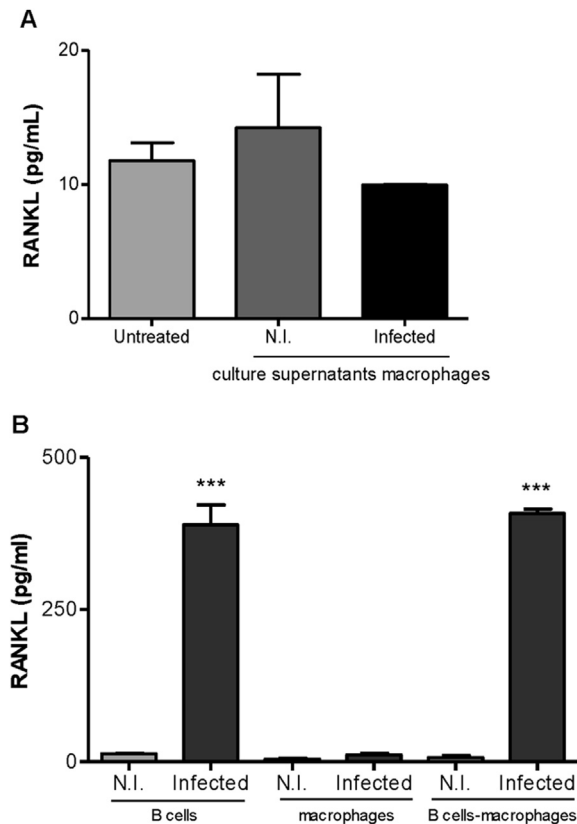 A
RANKL (pg/mL)
20
10
0
Untreated
N.I.
Infected
culture supernatants macrophages
B
RANKL (pg/ml)
500
250
0
***
***
N.I. Infected N.I. Infected N.I. Infected
B cells macrophages B cells-macrophages